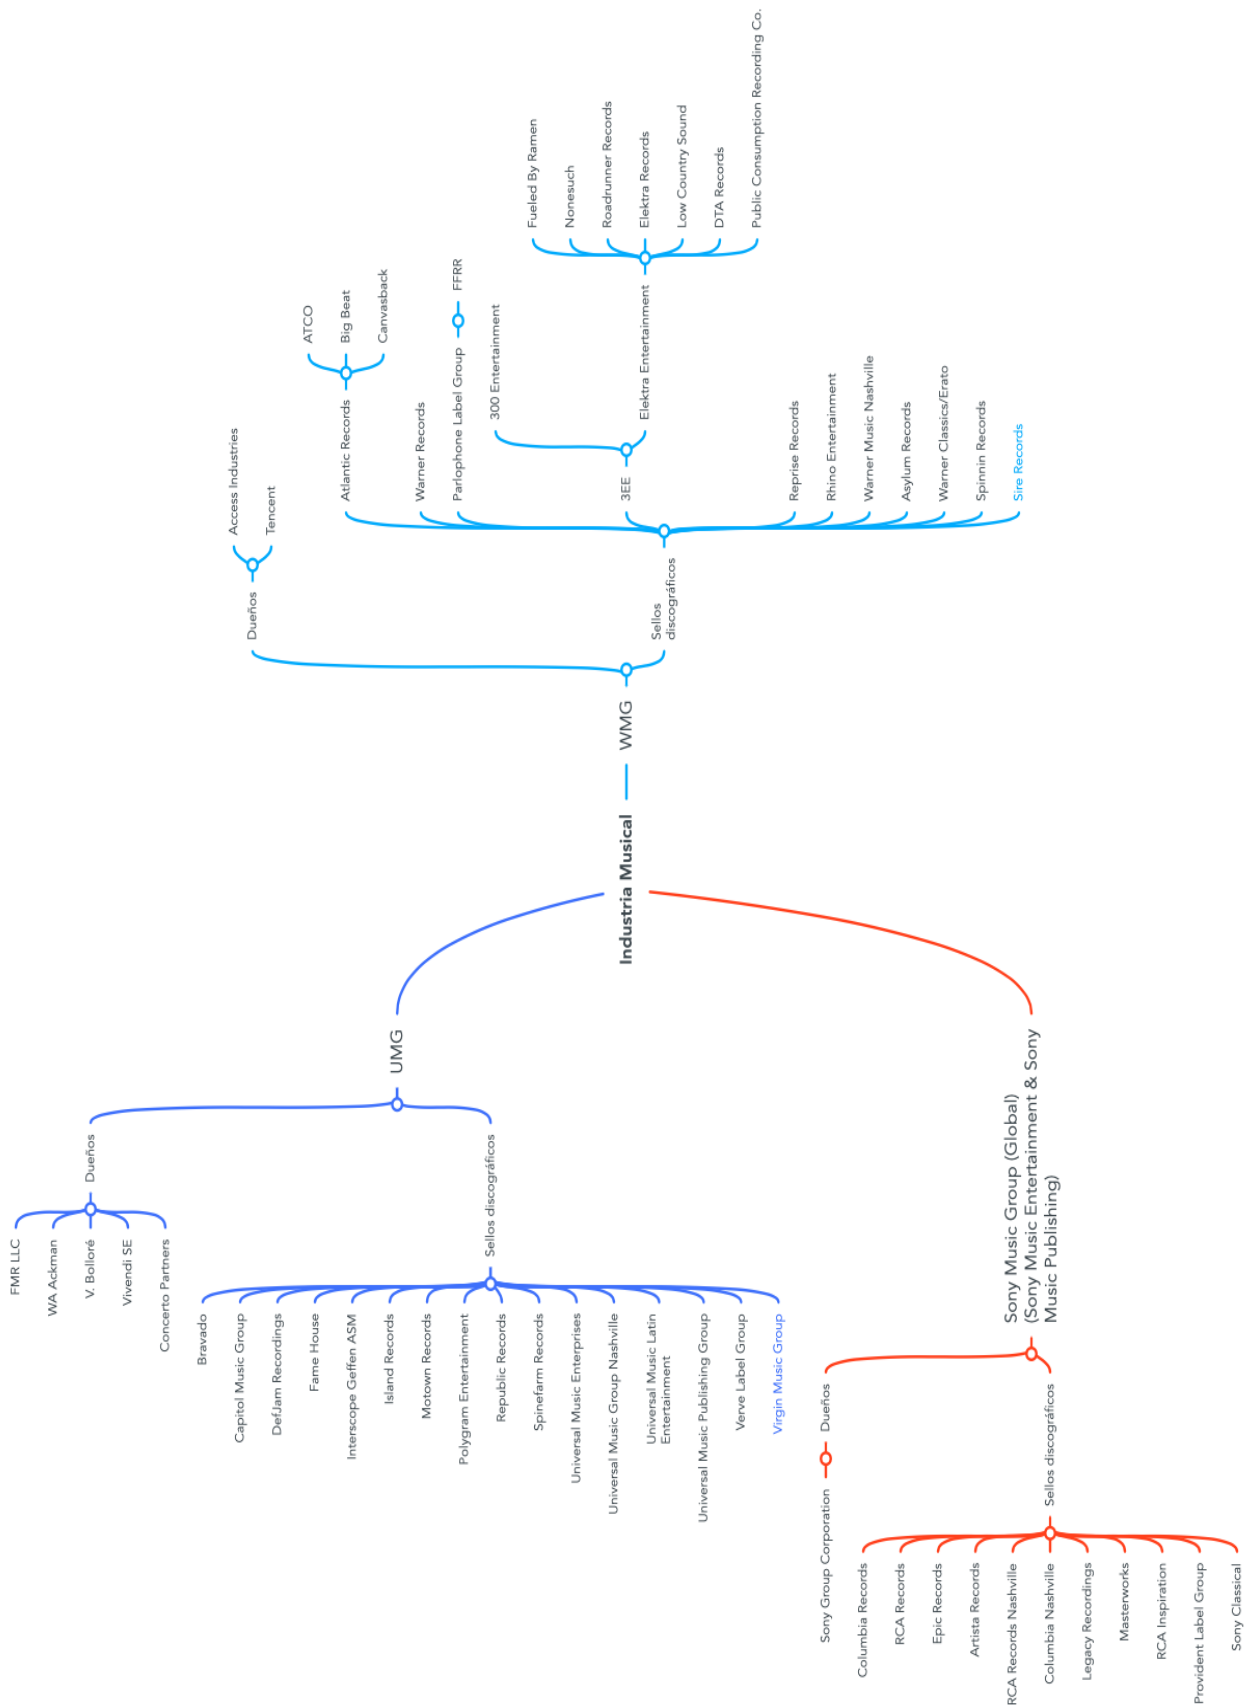 Industria Musical
UMG
Dueños
FMR LLC
WA Ackman
V. Bolloré
Vivendi SE
Concerto Partners
Sellos discográficos
Bravado
Capitol Music Group
DefJam Recordings
Fame House
Interscope Geffen ASM
Island Records
Motown Records
Polygram Entertainment
Republic Records
Spinefarm Records
Universal Music Enterprises
Universal Music Group Nashville
Universal Music Latin
Entertainment
Universal Music Publishing Group
Verve Label Group
Virgin Music Group
WMG
Dueños
Access Industries
Tencent
Sellos
discográficos
Atlantic Records
ATCO
Big Beat
Canvasback
Warner Records
Parlophone Label Group
FFRR
3EE
300 Entertainment
Elektra Entertainment
Fueled By Ramen
Nonesuch
Roadrunner Records
Elektra Records
Low Country Sound
DTA Records
Public Consumption Recording Co.
Reprise Records
Rhino Entertainment
Warner Music Nashville
Asylum Records
Warner Classics/Erato
Spinnin Records
Sire Records
Sony Music Group (Global)
(Sony Music Entertainment & Sony
Music Publishing)
Dueños
Sony Group Corporation
Sellos discográficos
Columbia Records
RCA Records
Epic Records
Artista Records
RCA Records Nashville
Columbia Nashville
Legacy Recordings
Masterworks
RCA Inspiration
Provident Label Group
Sony Classical